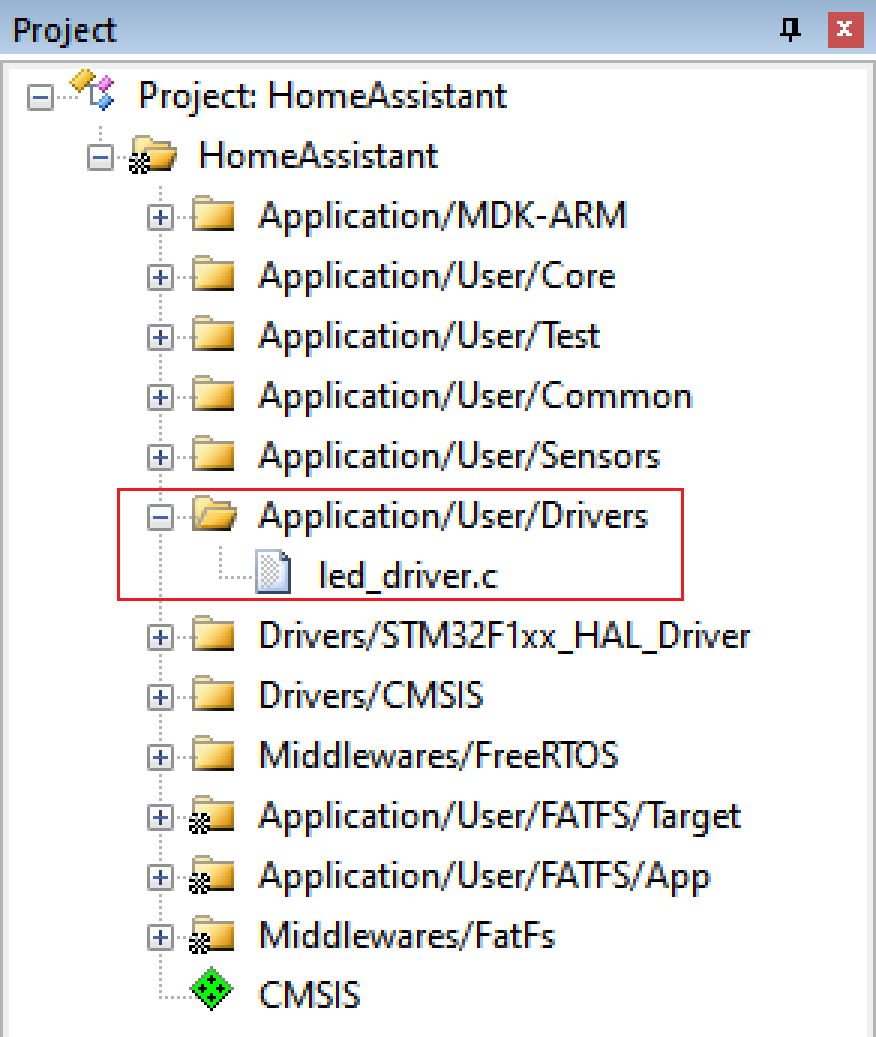 Project
Project: HomeAssistant
HomeAssistant
Application/MDK-ARM
Application/User/Core
Application/User/Test
Application/User/Common
Application/User/Sensors
Application/User/Drivers
led_driver.c
Drivers/STM32F1xx_HAL_Driver
Drivers/CMSIS
Middlewares/FreeRTOS
Application/User/FATFS/Target
Application/User/FATFS/App
Middlewares/FatFs
CMSIS